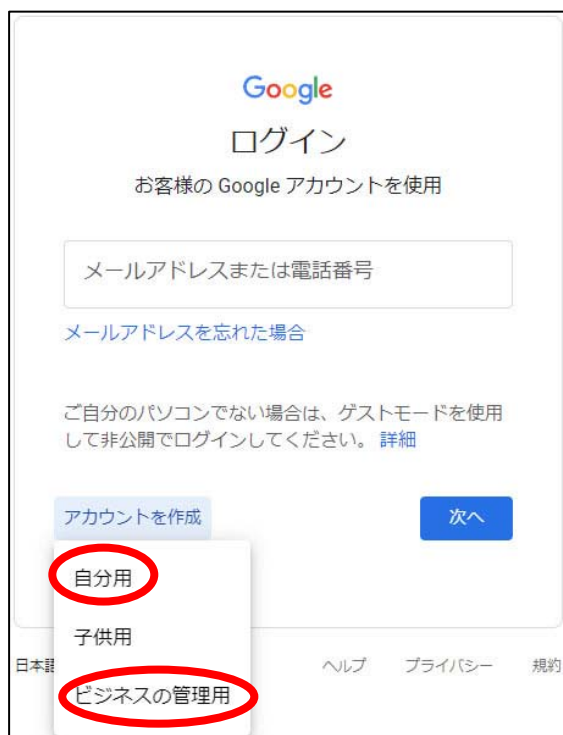 Google
ログイン
お客様の Google アカウントを使用
メールアドレスまたは電話番号
メールアドレスを忘れた場合
ご自分のパソコンでない場合は、ゲストモードを使用
して非公開でログインしてください。 詳細
アカウントを作成
次へ
自分用
子供用
日本語
ヘルプ プライバシー 規約
ビジネスの管理用